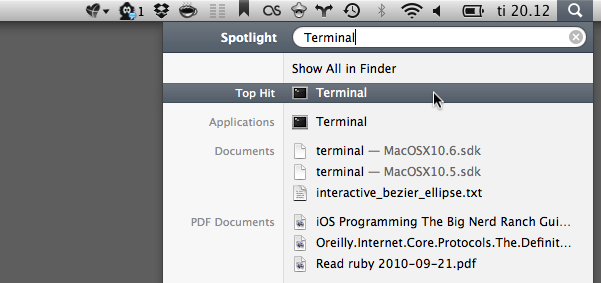 1 OS ti 20.12
Spotlight Terminal
Show All in Finder
Top Hit Terminal
Applications Terminal
Documents terminal — MacOSX10.6.sdk
terminal — MacOSX10.5.sdk
interactive_bezier_ellipse.txt
PDF Documents iOS Programming The Big Nerd Ranch Gui...
Oreilly.Internet.Core.Protocols.The.Definit...
Read ruby 2010-09-21.pdf